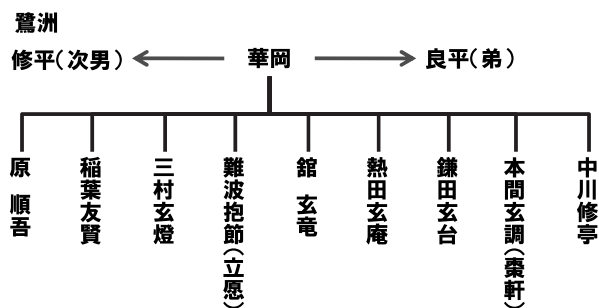 鷺洲
修平(次男)
華岡
良平(弟)
中川修亭
本間玄調(棗軒)
鎌田玄台
熱田玄庵
舘 玄竜
難波抱節(立愿)
三村玄燈
稲葉友賢
原 順吾